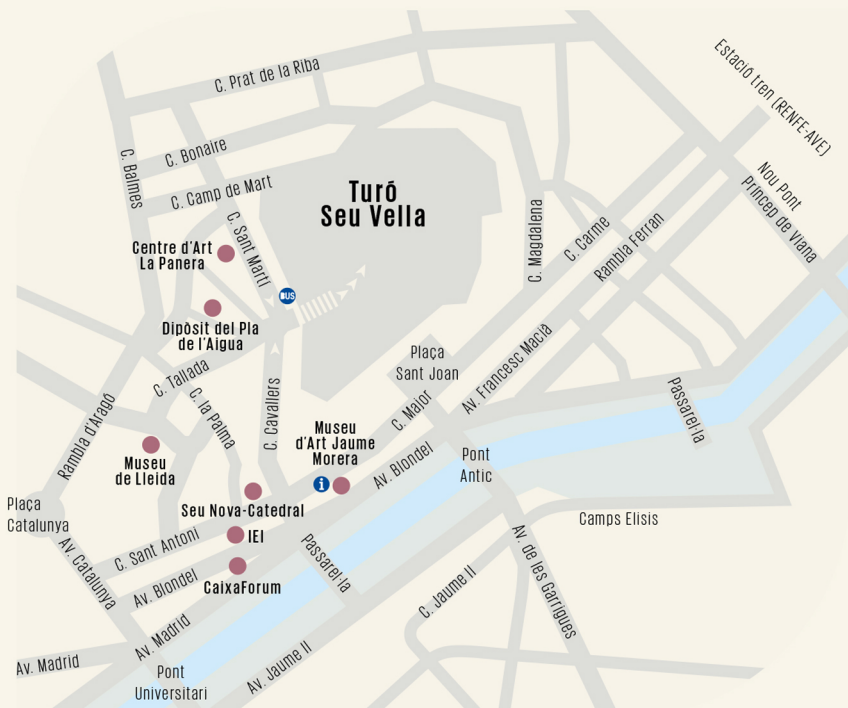 C. Prat de la Riba
Estació tren (RENFE-AVE)
C. Balmes
C. Bonaire
C. Camp de Mart
Turó
Seu Vella
Nou Pont
Príncep de Viana
C. Magdalena
C. Carme
Rambla Ferran
C. Sant Martí
Centre d'Art
La Panera
BUS
Dipòsit del Pla
de l'Aigua
Plaça
Sant Joan
Av. Francesc Macià
C. Tallada
C. la Palma
C. Cavallers
C. Major
Passarel·la
Rambla d'Aragó
Museu
de Lleida
Museu
d'Art Jaume
Morera
i
Av. Blondel
Pont
Antic
Plaça
Catalunya
Seu Nova-Catedral
IEI
C. Sant Antoni
Camps Elisis
Av. Catalunya
Av. Blondel
CaixaForum
Passarel·la
C. Jaume II
Av. de les Garrigues
Av. Madrid
Av. Madrid
Pont
Universitari
Av. Jaume II